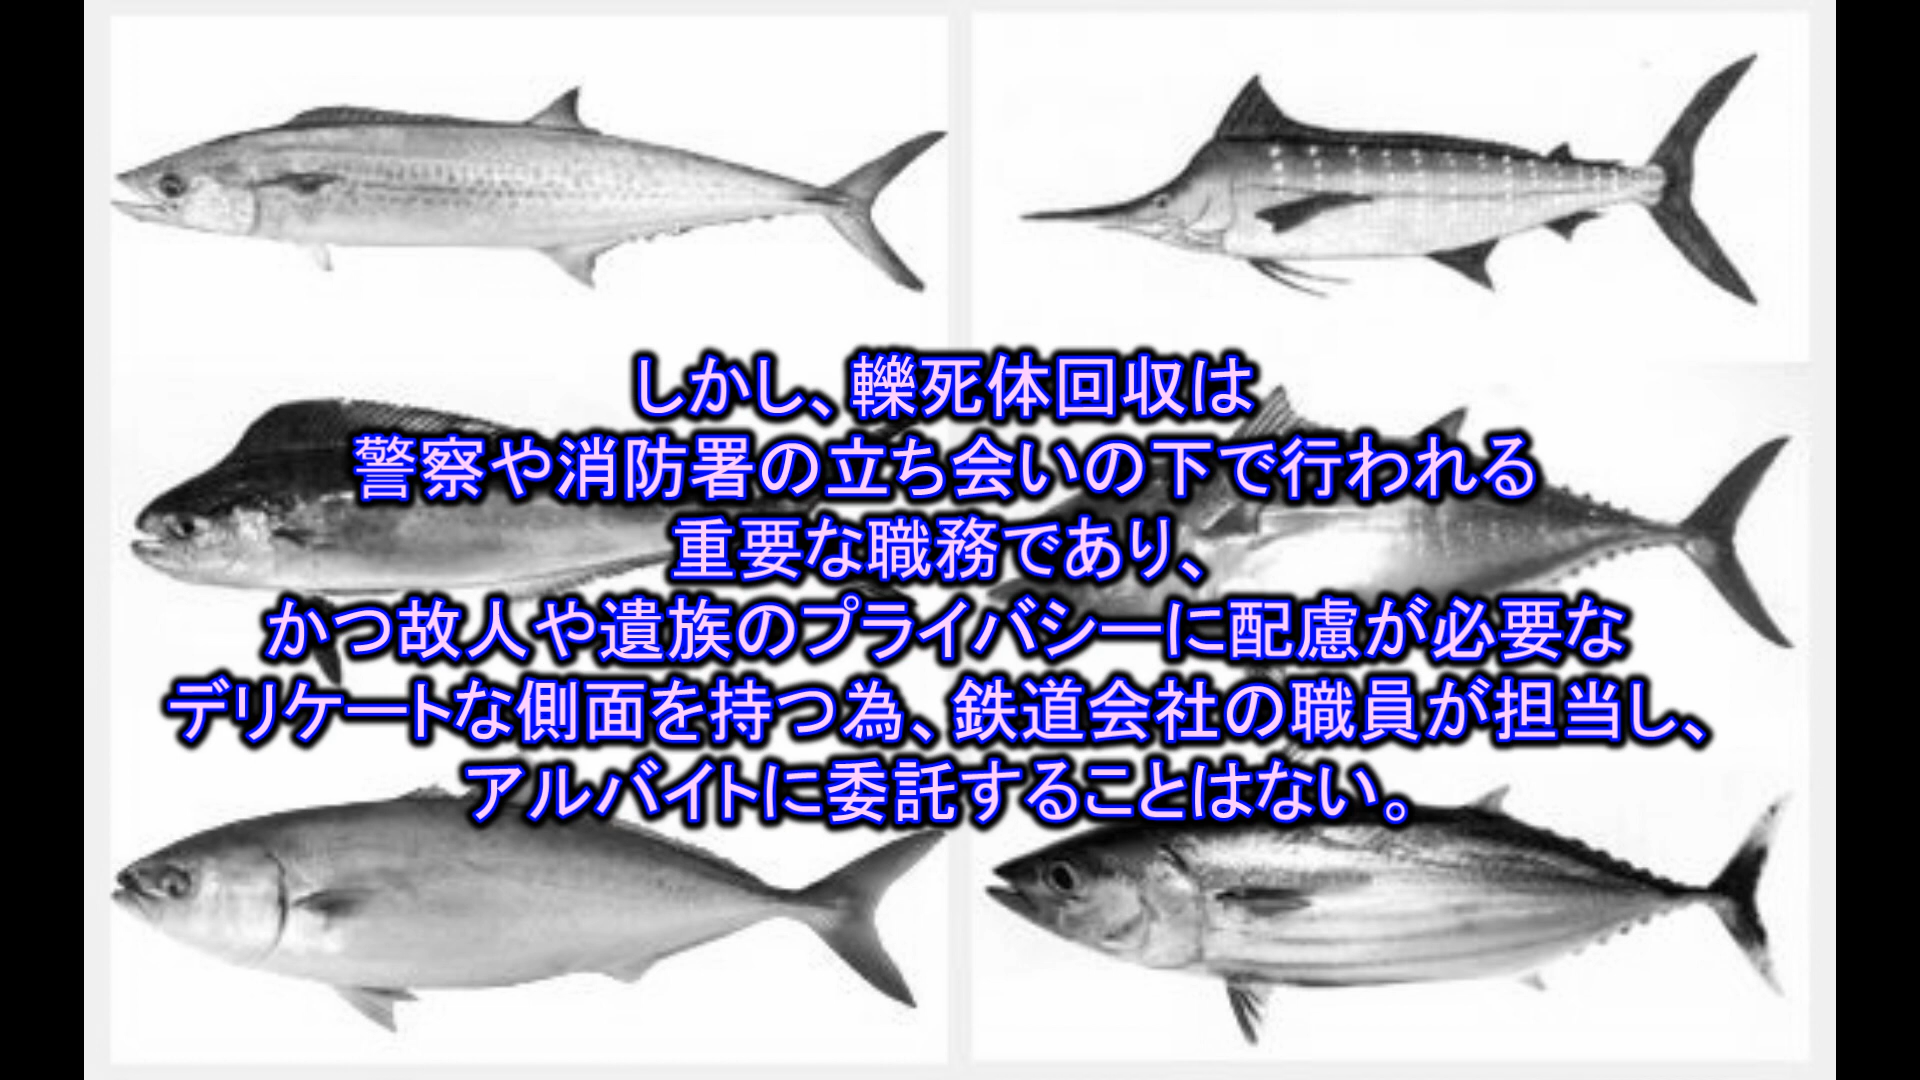 しかし、轢死体回収は
警察や消防署の立ち会いの下で行われる
重要な職務であり、
かつ故人や遺族のプライバシーに配慮が必要な
デリケートな側面を持つ為、鉄道会社の職員が担当し、
アルバイトに委託することはない。